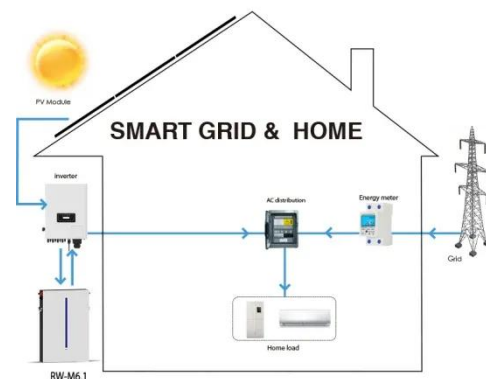 PV Module
SMART GRID & HOME
Inverter
AC distribution
Energy meter
Grid
Home load
RW-M6.1